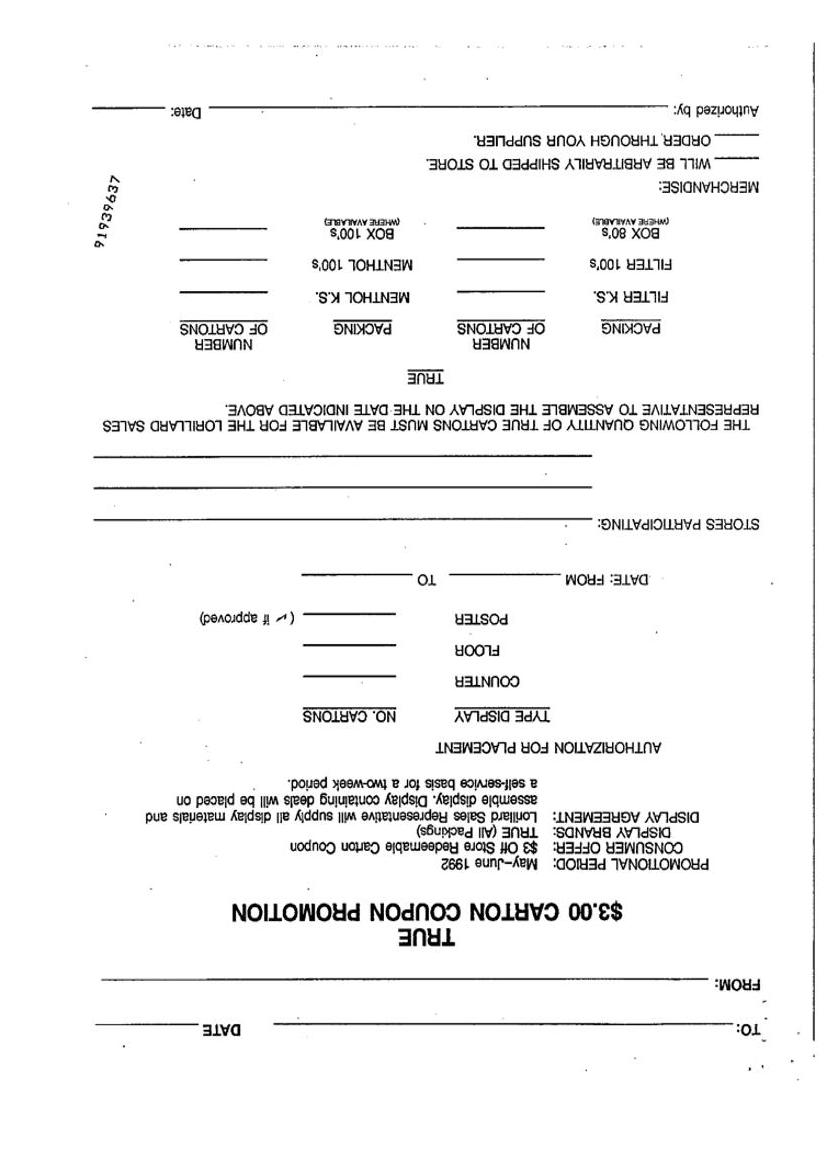 TO: DATE
FROM:
TRUE
$3.00 CARTON COUPON PROMOTION
PROMOTIONAL PERIOD: May–June 1992
CONSUMER OFFER: $3 Off Store Redeemable Carton Coupon
DISPLAY BRANDS: TRUE (All Packings)
DISPLAY AGREEMENT: Lorillard Sales Representative will supply all display materials and
assemble display. Display containing deals will be placed on
a self-service basis for a two-week period.
AUTHORIZATION FOR PLACEMENT
TYPE DISPLAY NO. CARTONS
COUNTER
FLOOR
POSTER (✓ if approved)
DATE: FROM TO
STORES PARTICIPATING:
THE FOLLOWING QUANTITY OF TRUE CARTONS MUST BE AVAILABLE FOR THE LORILLARD SALES
REPRESENTATIVE TO ASSEMBLE THE DISPLAY ON THE DATE INDICATED ABOVE.
TRUE
NUMBER NUMBER
PACKING OF CARTONS PACKING OF CARTONS
FILTER K.S. MENTHOL K.S.
FILTER 100's MENTHOL 100's
BOX 80's BOX 100's
(WHERE AVAILABLE) (WHERE AVAILABLE)
MERCHANDISE:
WILL BE ARBITRARILY SHIPPED TO STORE.
ORDER THROUGH YOUR SUPPLIER.
Authorized by: Date:
91939637